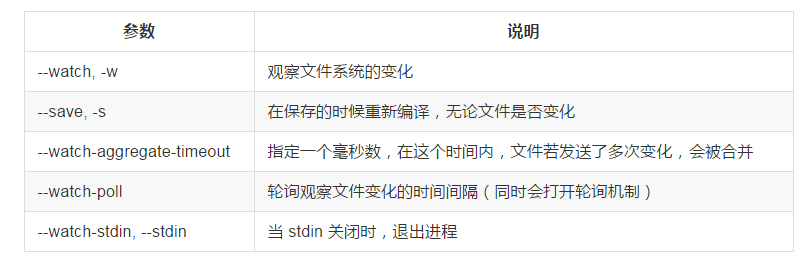 参数 说明
--watch, -w 观察文件系统的变化
--save, -s 在保存的时候重新编译，无论文件是否变化
--watch-aggregate-timeout 指定一个毫秒数，在这个时间内，文件若发送了多次变化，会被合并
--watch-poll 轮询观察文件变化的时间间隔（同时会打开轮询机制）
--watch-stdin, --stdin 当 stdin 关闭时，退出进程